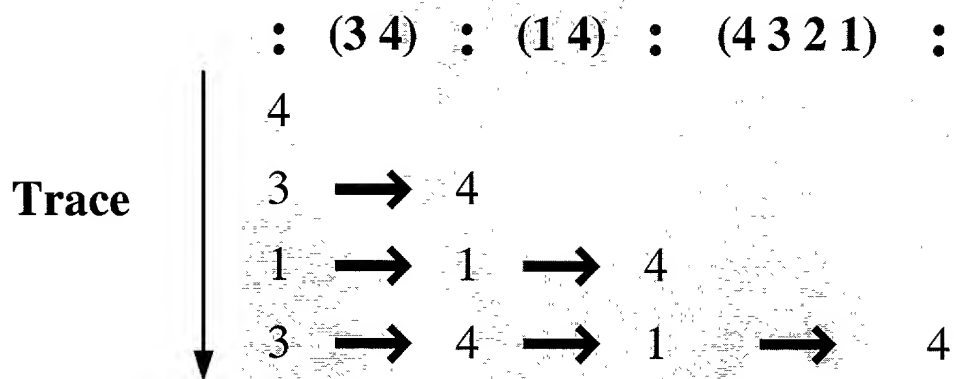 : (3 4) : (1 4) : (4 3 2 1) :
4
Trace
3 → 4
1 → 1 → 4
3 → 4 → 1 → 4